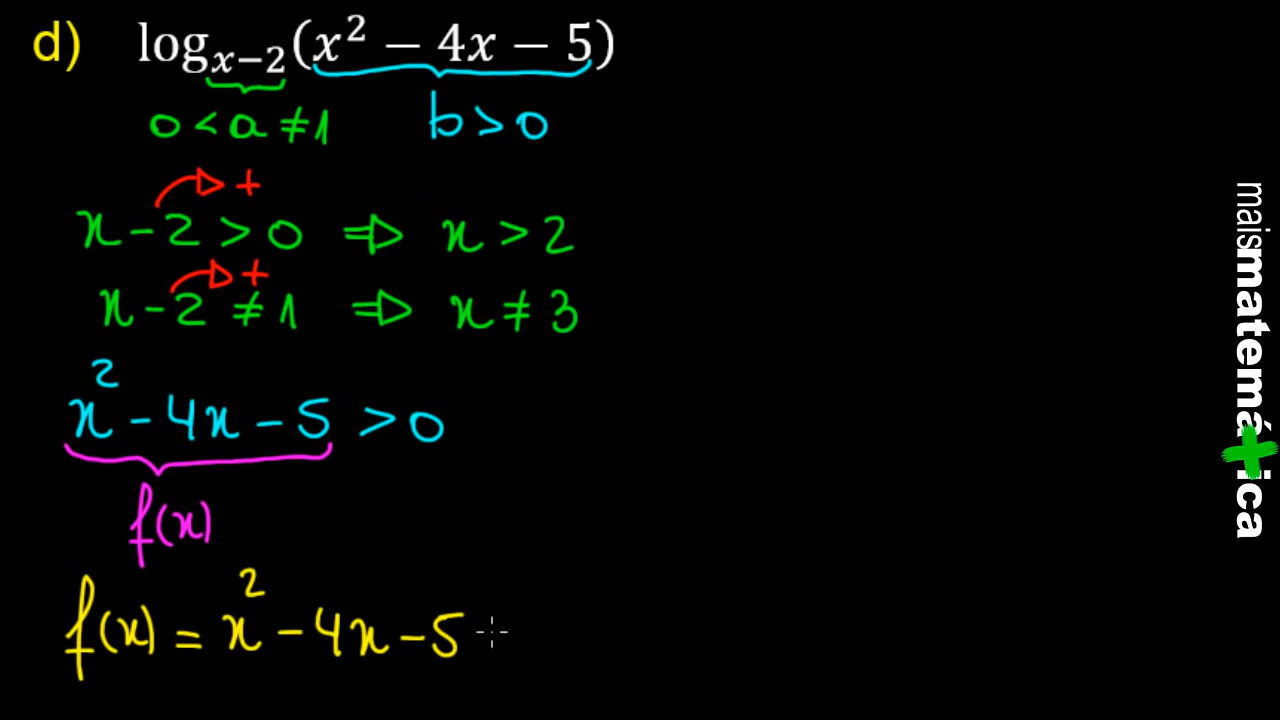 d) log_{x−2}(x² − 4x − 5)
0 < a ≠ 1 b > 0
+
x − 2 > 0 ⇒ x > 2
+
x − 2 ≠ 1 ⇒ x ≠ 3
x² − 4x − 5 > 0
f(x)
f(x) = x² − 4x − 5
maismatemática